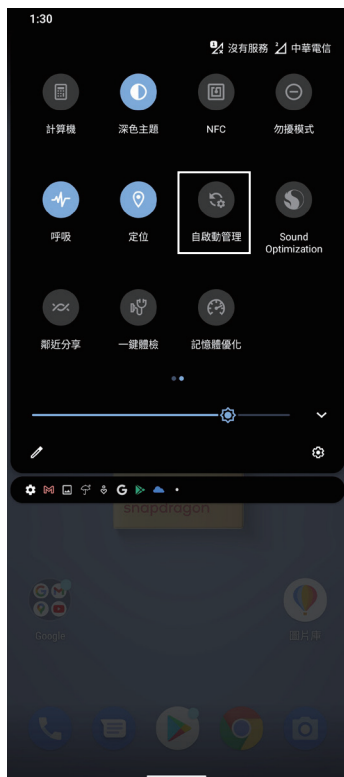 1:30
沒有服務 中華電信
計算機 深色主題 NFC 勿擾模式
呼吸 定位 自啟動管理 Sound
Optimization
鄰近分享 一鍵體檢 記憶體優化
snapdragon
Google 圖片庫